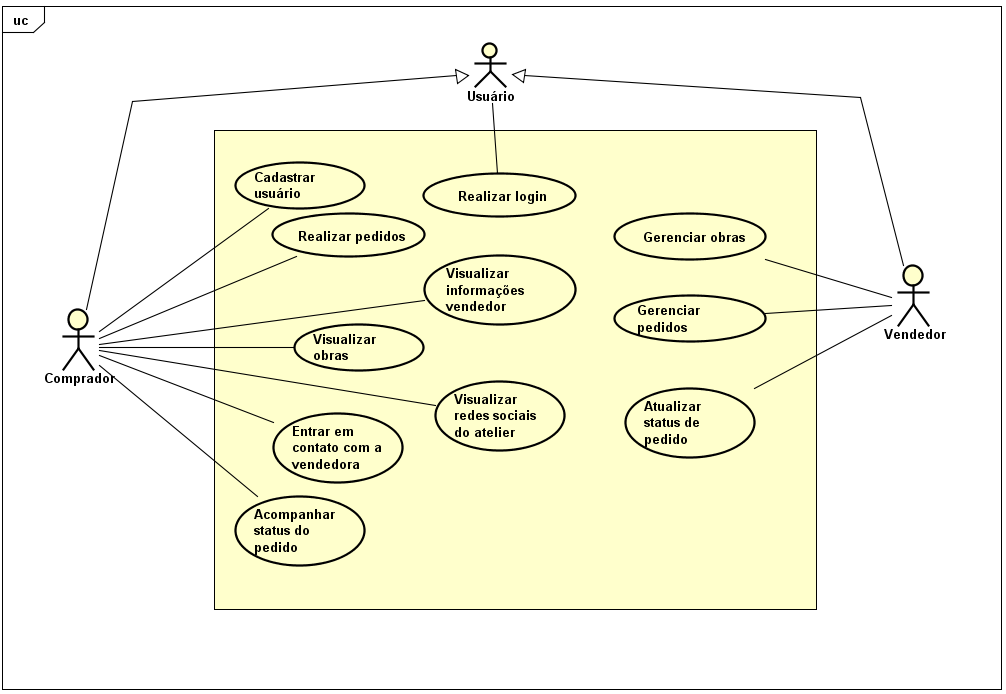 uc
Usuário
Cadastrar
usuário
Realizar login
Realizar pedidos
Gerenciar obras
Visualizar
informações
vendedor
Gerenciar
pedidos
Vendedor
Visualizar
obras
Comprador
Visualizar
redes sociais
do atelier
Atualizar
status de
pedido
Entrar em
contato com a
vendedora
Acompanhar
status do
pedido